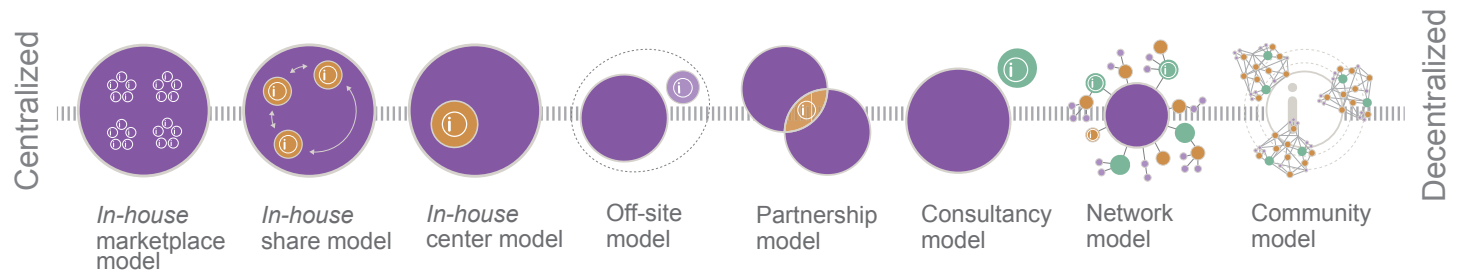 Centralized
In-house
marketplace
model
In-house
share model
In-house
center model
Off-site
model
Partnership
model
Consultancy
model
Network
model
Community
model
Decentralized